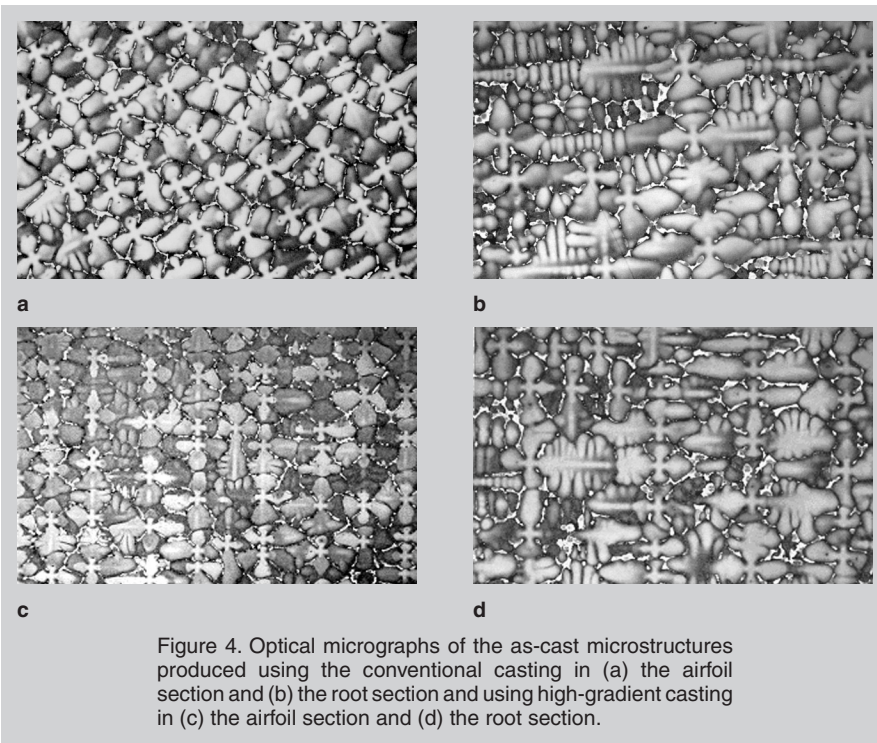 a
b
c
d
Figure 4. Optical micrographs of the as-cast microstructures
produced using the conventional casting in (a) the airfoil
section and (b) the root section and using high-gradient casting
in (c) the airfoil section and (d) the root section.